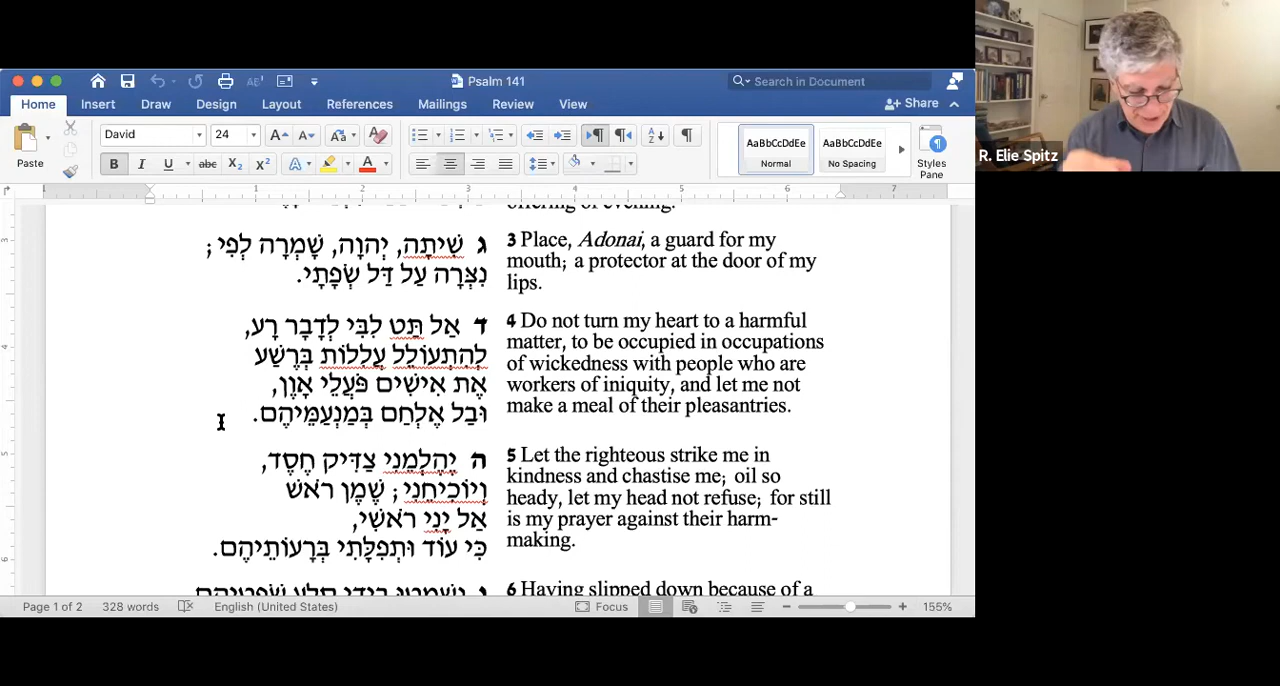 Psalm 141
Search in Document
Home Insert Draw Design Layout References Mailings Review View
Share
Paste
David
24
AaBbCcDdEe
Normal
AaBbCcDdEe
No Spacing
Styles
Pane
R. Elie Spitz
offering of evening.
ג שִׁיתָה, יְהוָה, שָׁמְרָה לְפִי;
נִצְּרָה עַל דַּל שְׂפָתָי.
3 Place, Adonai, a guard for my
mouth; a protector at the door of my
lips.
ד אַל תַּט לִבִּי לְדָבָר רָע,
לְהִתְעוֹלֵל עֲלִלוֹת בְּרֶשַׁע
אֶת אִישִׁים פֹּעֲלֵי אָוֶן,
וּבַל אֶלְחַם בְּמַנְעַמֵּיהֶם.
4 Do not turn my heart to a harmful
matter, to be occupied in occupations
of wickedness with people who are
workers of iniquity, and let me not
make a meal of their pleasantries.
ה יֶהֶלְמֵנִי צַדִּיק חֶסֶד,
וְיוֹכִיחֵנִי; שֶׁמֶן רֹאשׁ
אַל יָנִי רֹאשִׁי,
כִּי עוֹד וּתְפִלָּתִי בְּרָעוֹתֵיהֶם.
5 Let the righteous strike me in
kindness and chastise me; oil so
heady, let my head not refuse; for still
is my prayer against their harm-
making.
ו נִשְׁמְטוּ בִידֵי סֶלַע שֹׁפְטֵיהֶם
6 Having slipped down because of a
Page 1 of 2 328 words English (United States) Focus 155%